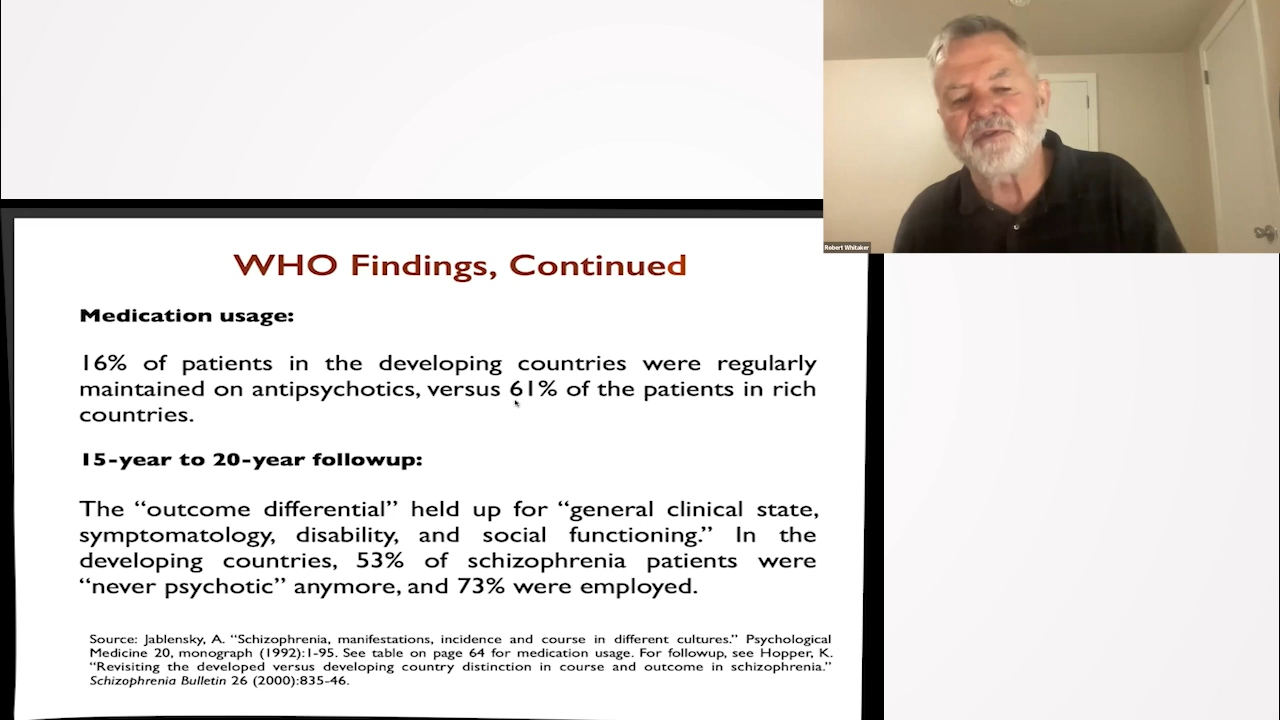 Robert Whitaker
WHO Findings, Continued
Medication usage:
16% of patients in the developing countries were regularly
maintained on antipsychotics, versus 61% of the patients in rich
countries.
15-year to 20-year followup:
The “outcome differential” held up for “general clinical state,
symptomatology, disability, and social functioning.” In the
developing countries, 53% of schizophrenia patients were
“never psychotic” anymore, and 73% were employed.
Source: Jablensky, A. “Schizophrenia, manifestations, incidence and course in different cultures.” Psychological
Medicine 20, monograph (1992):1-95. See table on page 64 for medication usage. For followup, see Hopper, K.
“Revisiting the developed versus developing country distinction in course and outcome in schizophrenia.”
Schizophrenia Bulletin 26 (2000):835-46.